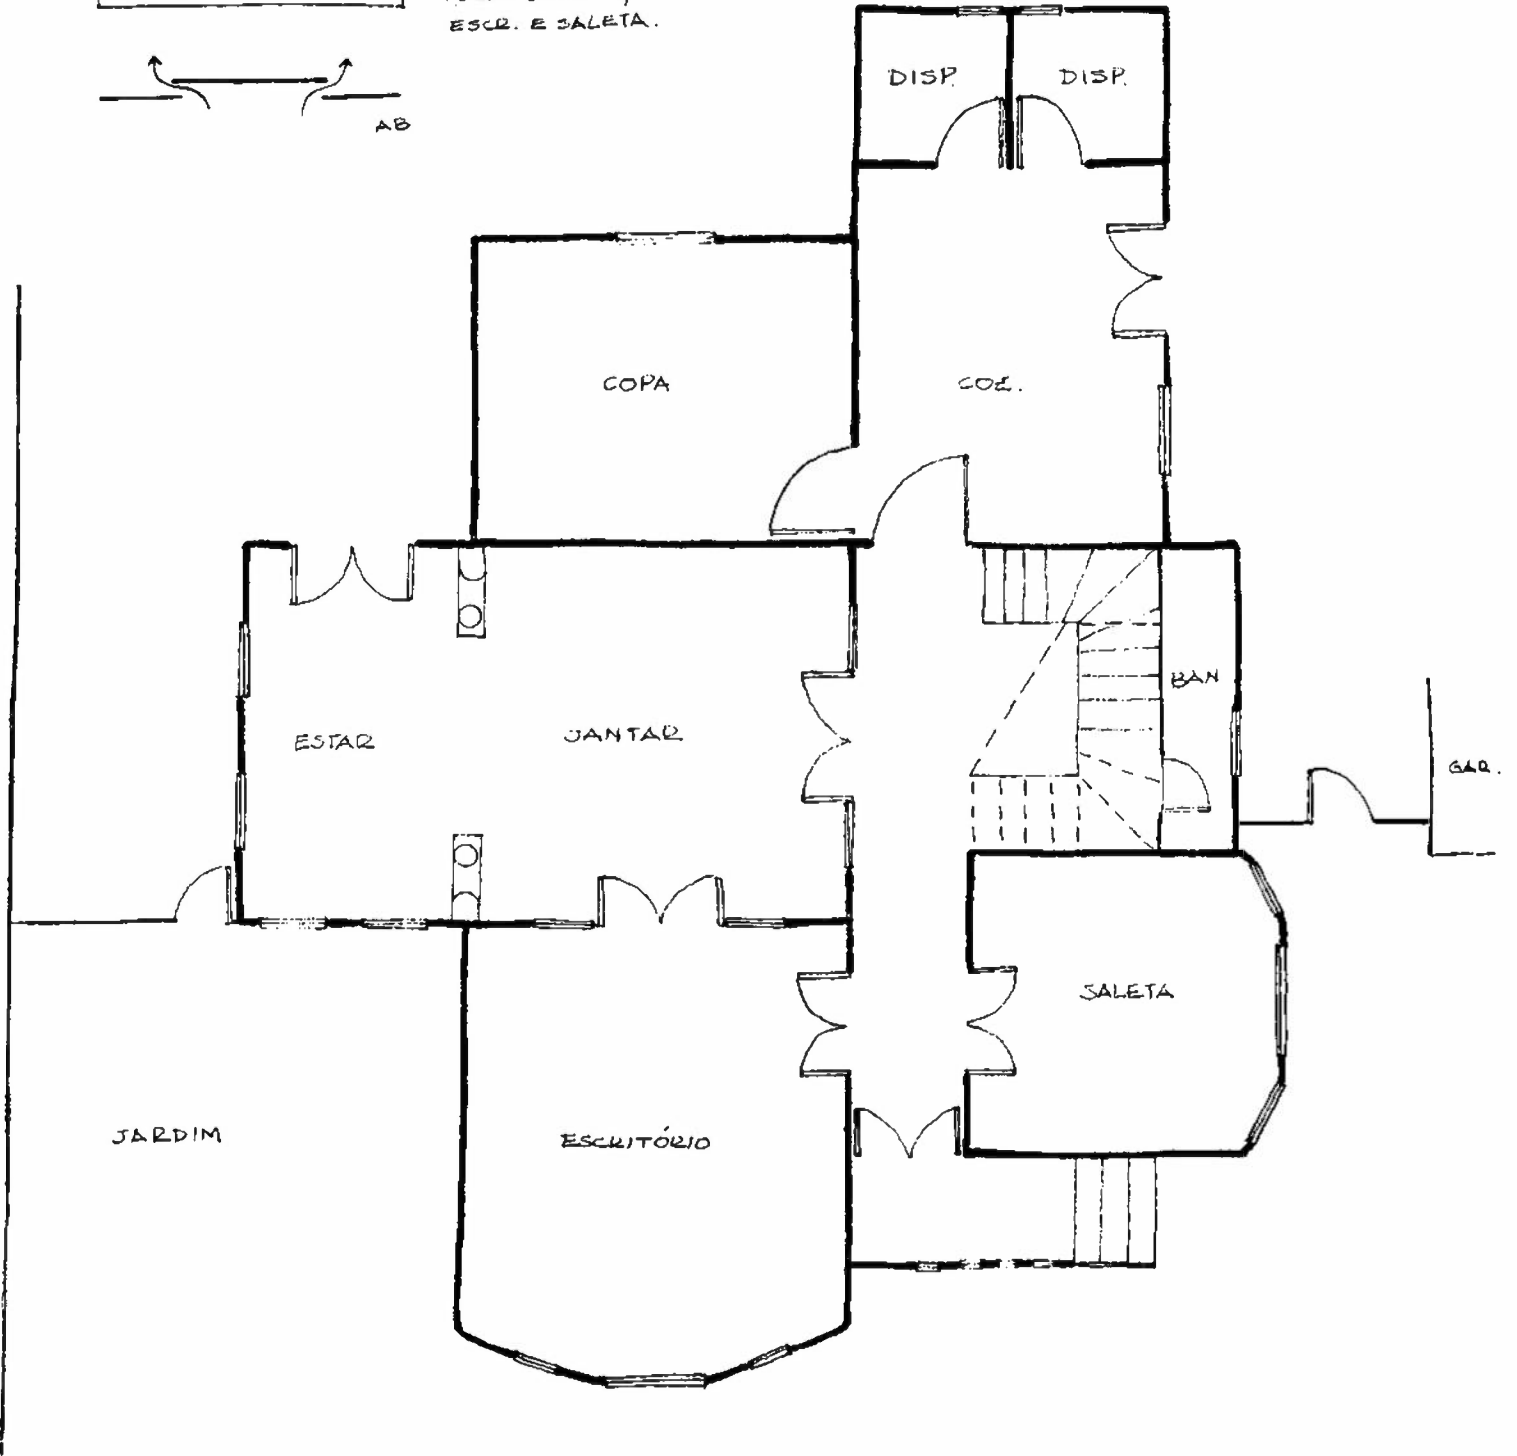 ESCR. E SALETA.
AB
DISP.
DISP.
COPA
COZ.
ESTAR
JANTAR
BAN
GAR.
SALETA
JARDIM
ESCRITÓRIO